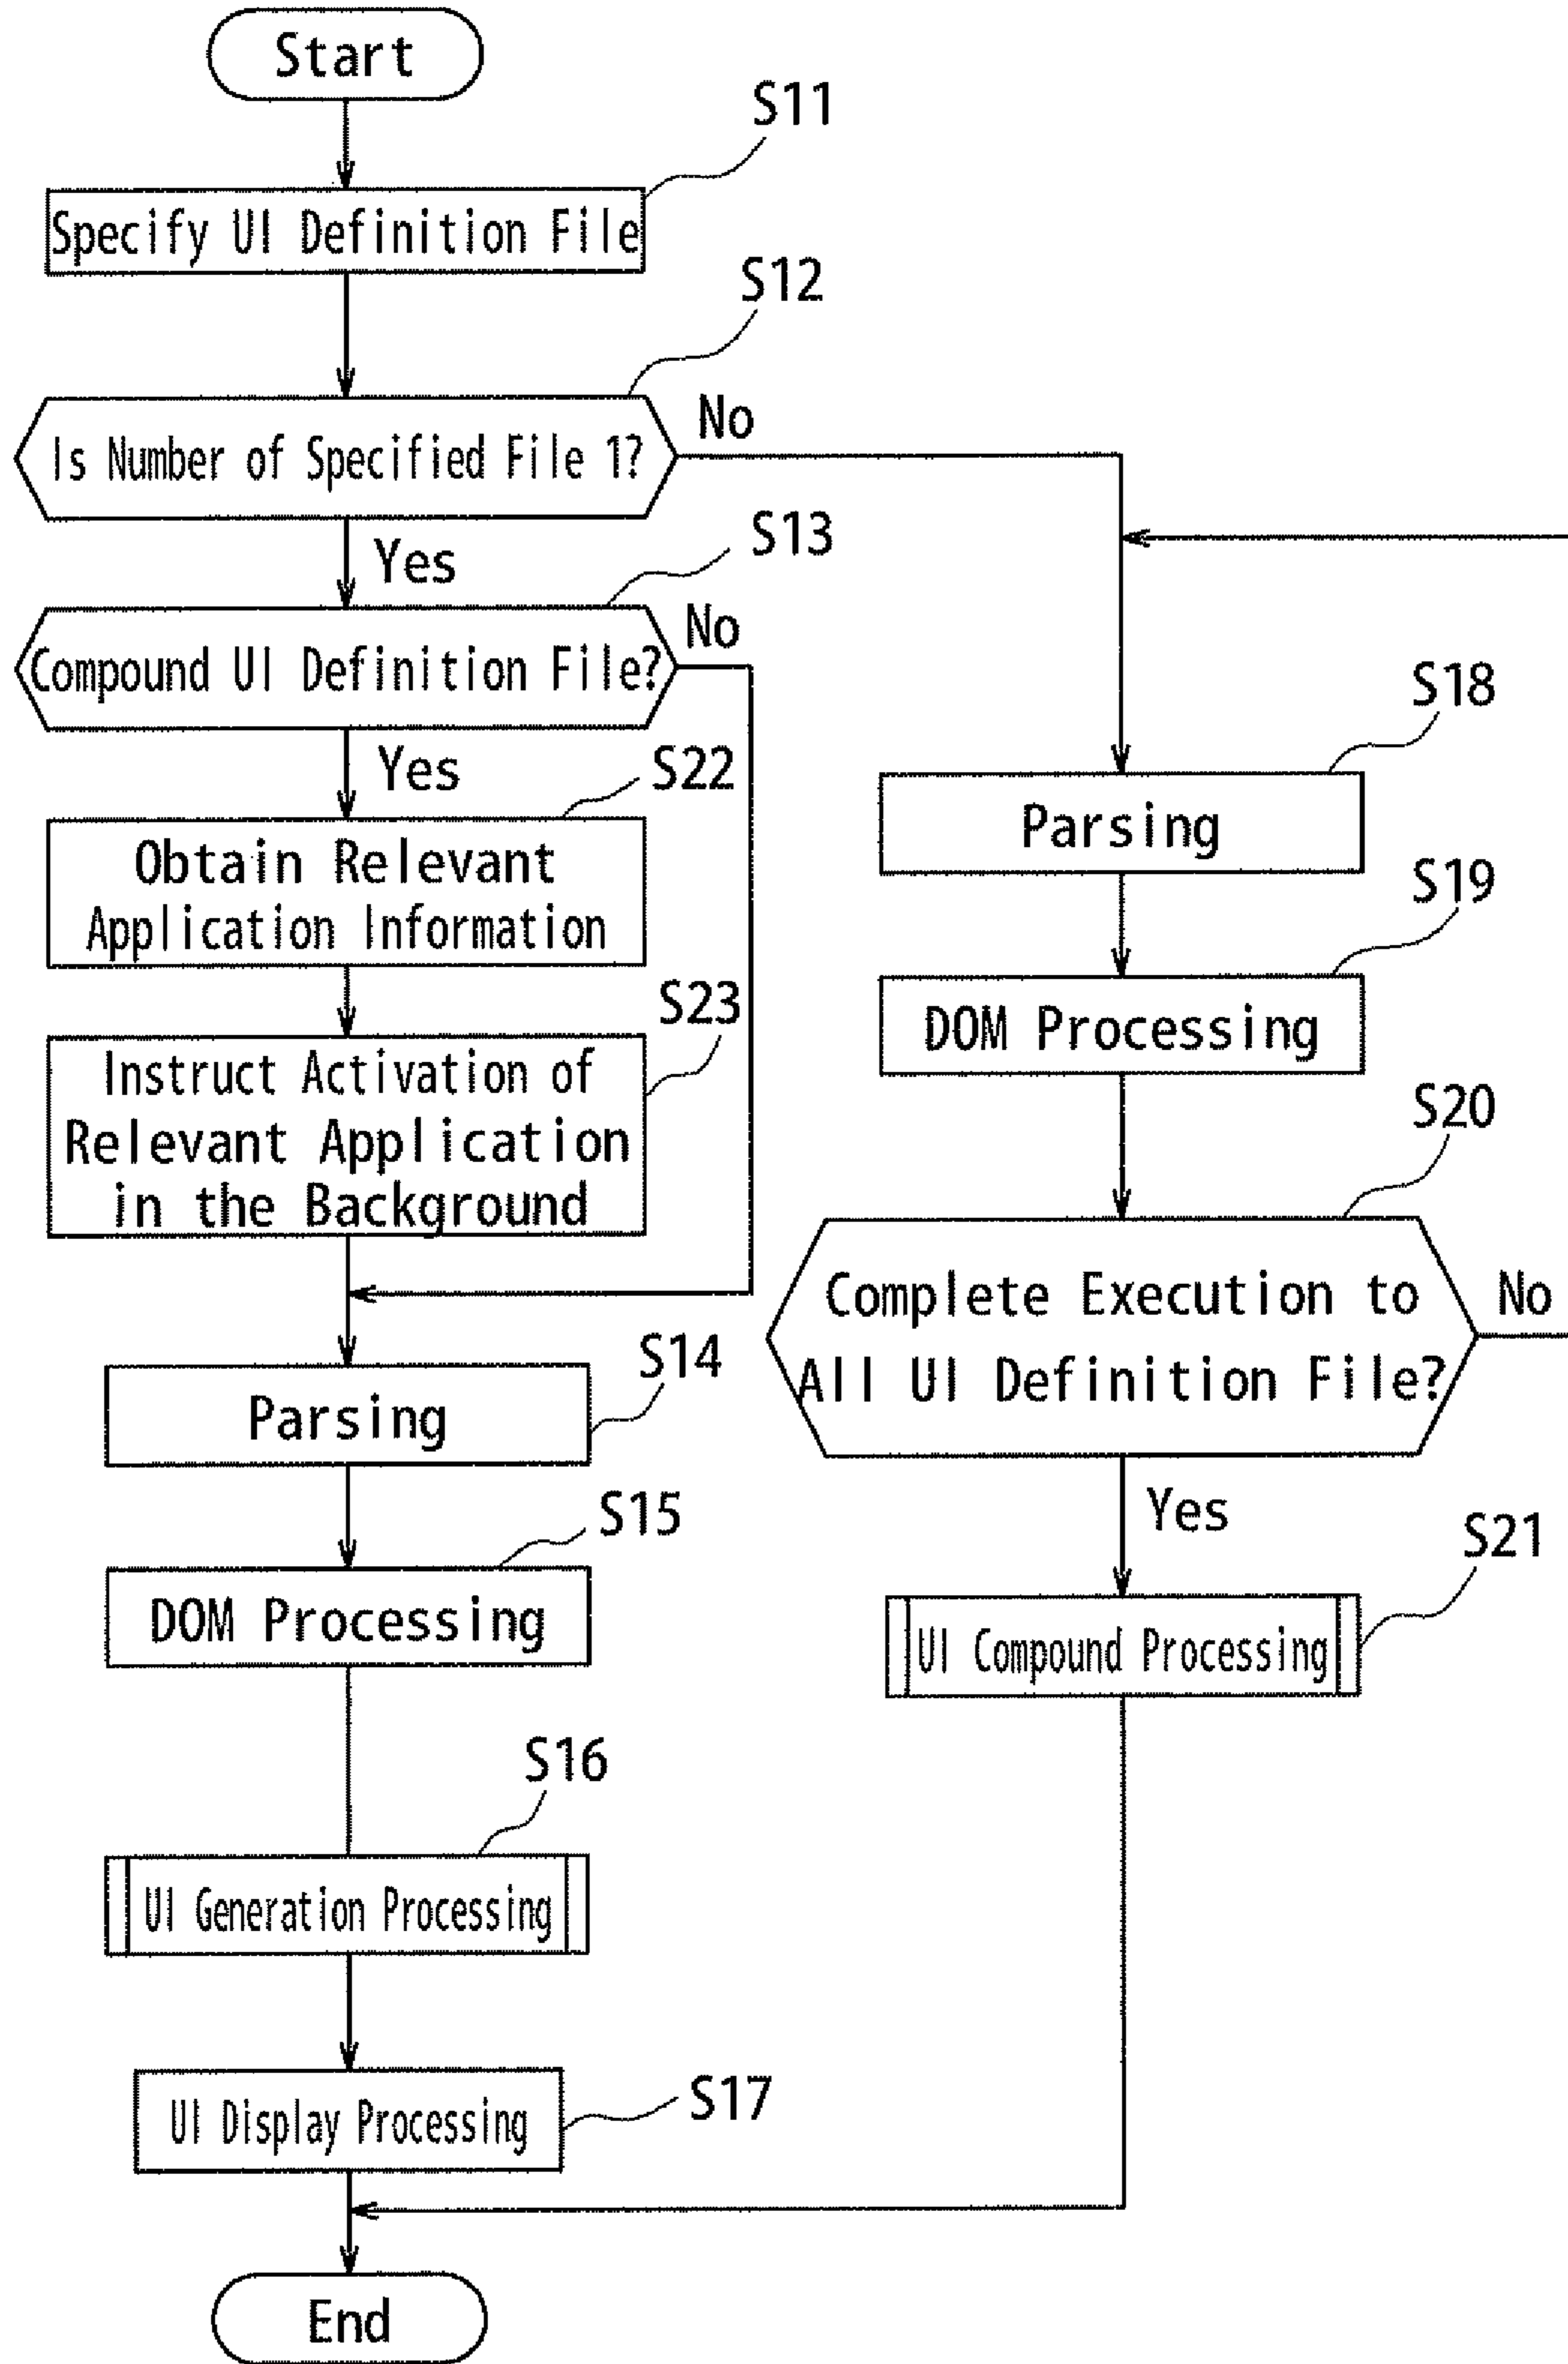 Start
S11
Specify UI Definition File
S12
Is Number of Specified File 1?
No
Yes
S13
Compound UI Definition File?
No
Yes
S22
Obtain Relevant
Application Information
S23
Instruct Activation of
Relevant Application
in the Background
S14
Parsing
S15
DOM Processing
S16
UI Generation Processing
S17
UI Display Processing
End
S18
Parsing
S19
DOM Processing
S20
Complete Execution to
All UI Definition File?
No
Yes
S21
UI Compound Processing